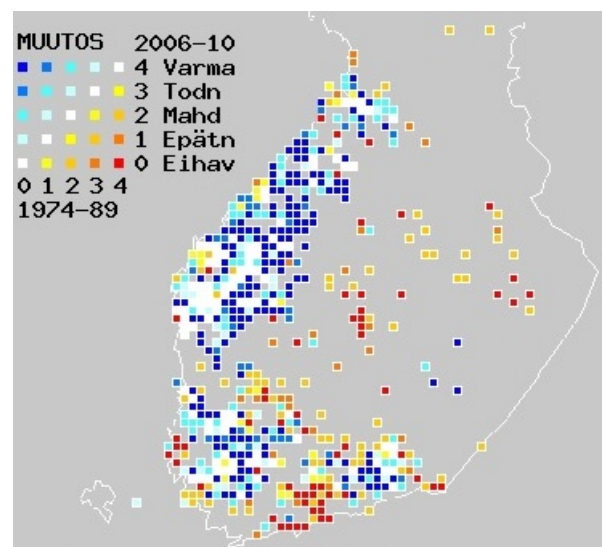 MUUTOS 2006-10
4 Varma
3 Todn
2 Mahd
1 Epätn
0 Eihav
0 1 2 3 4
1974-89